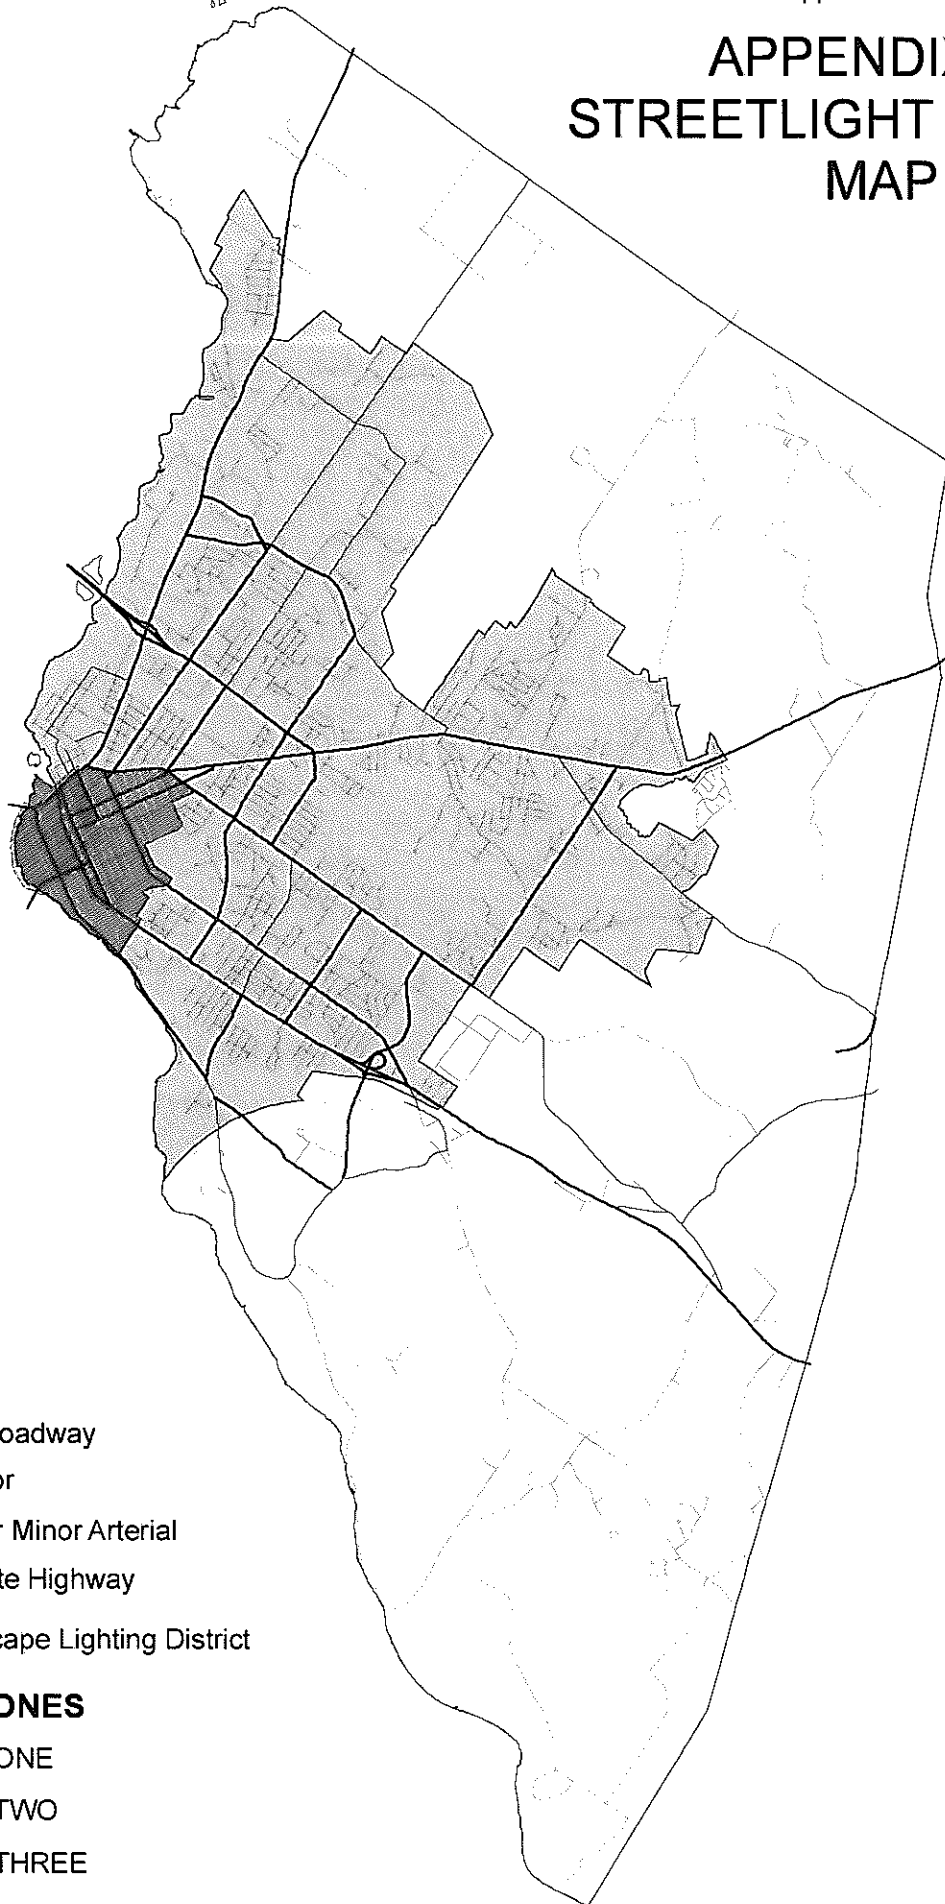 APPENDIX
STREETLIGHT
MAP
oadway
or
r Minor Arterial
te Highway
cape Lighting District
ONES
ONE
TWO
THREE